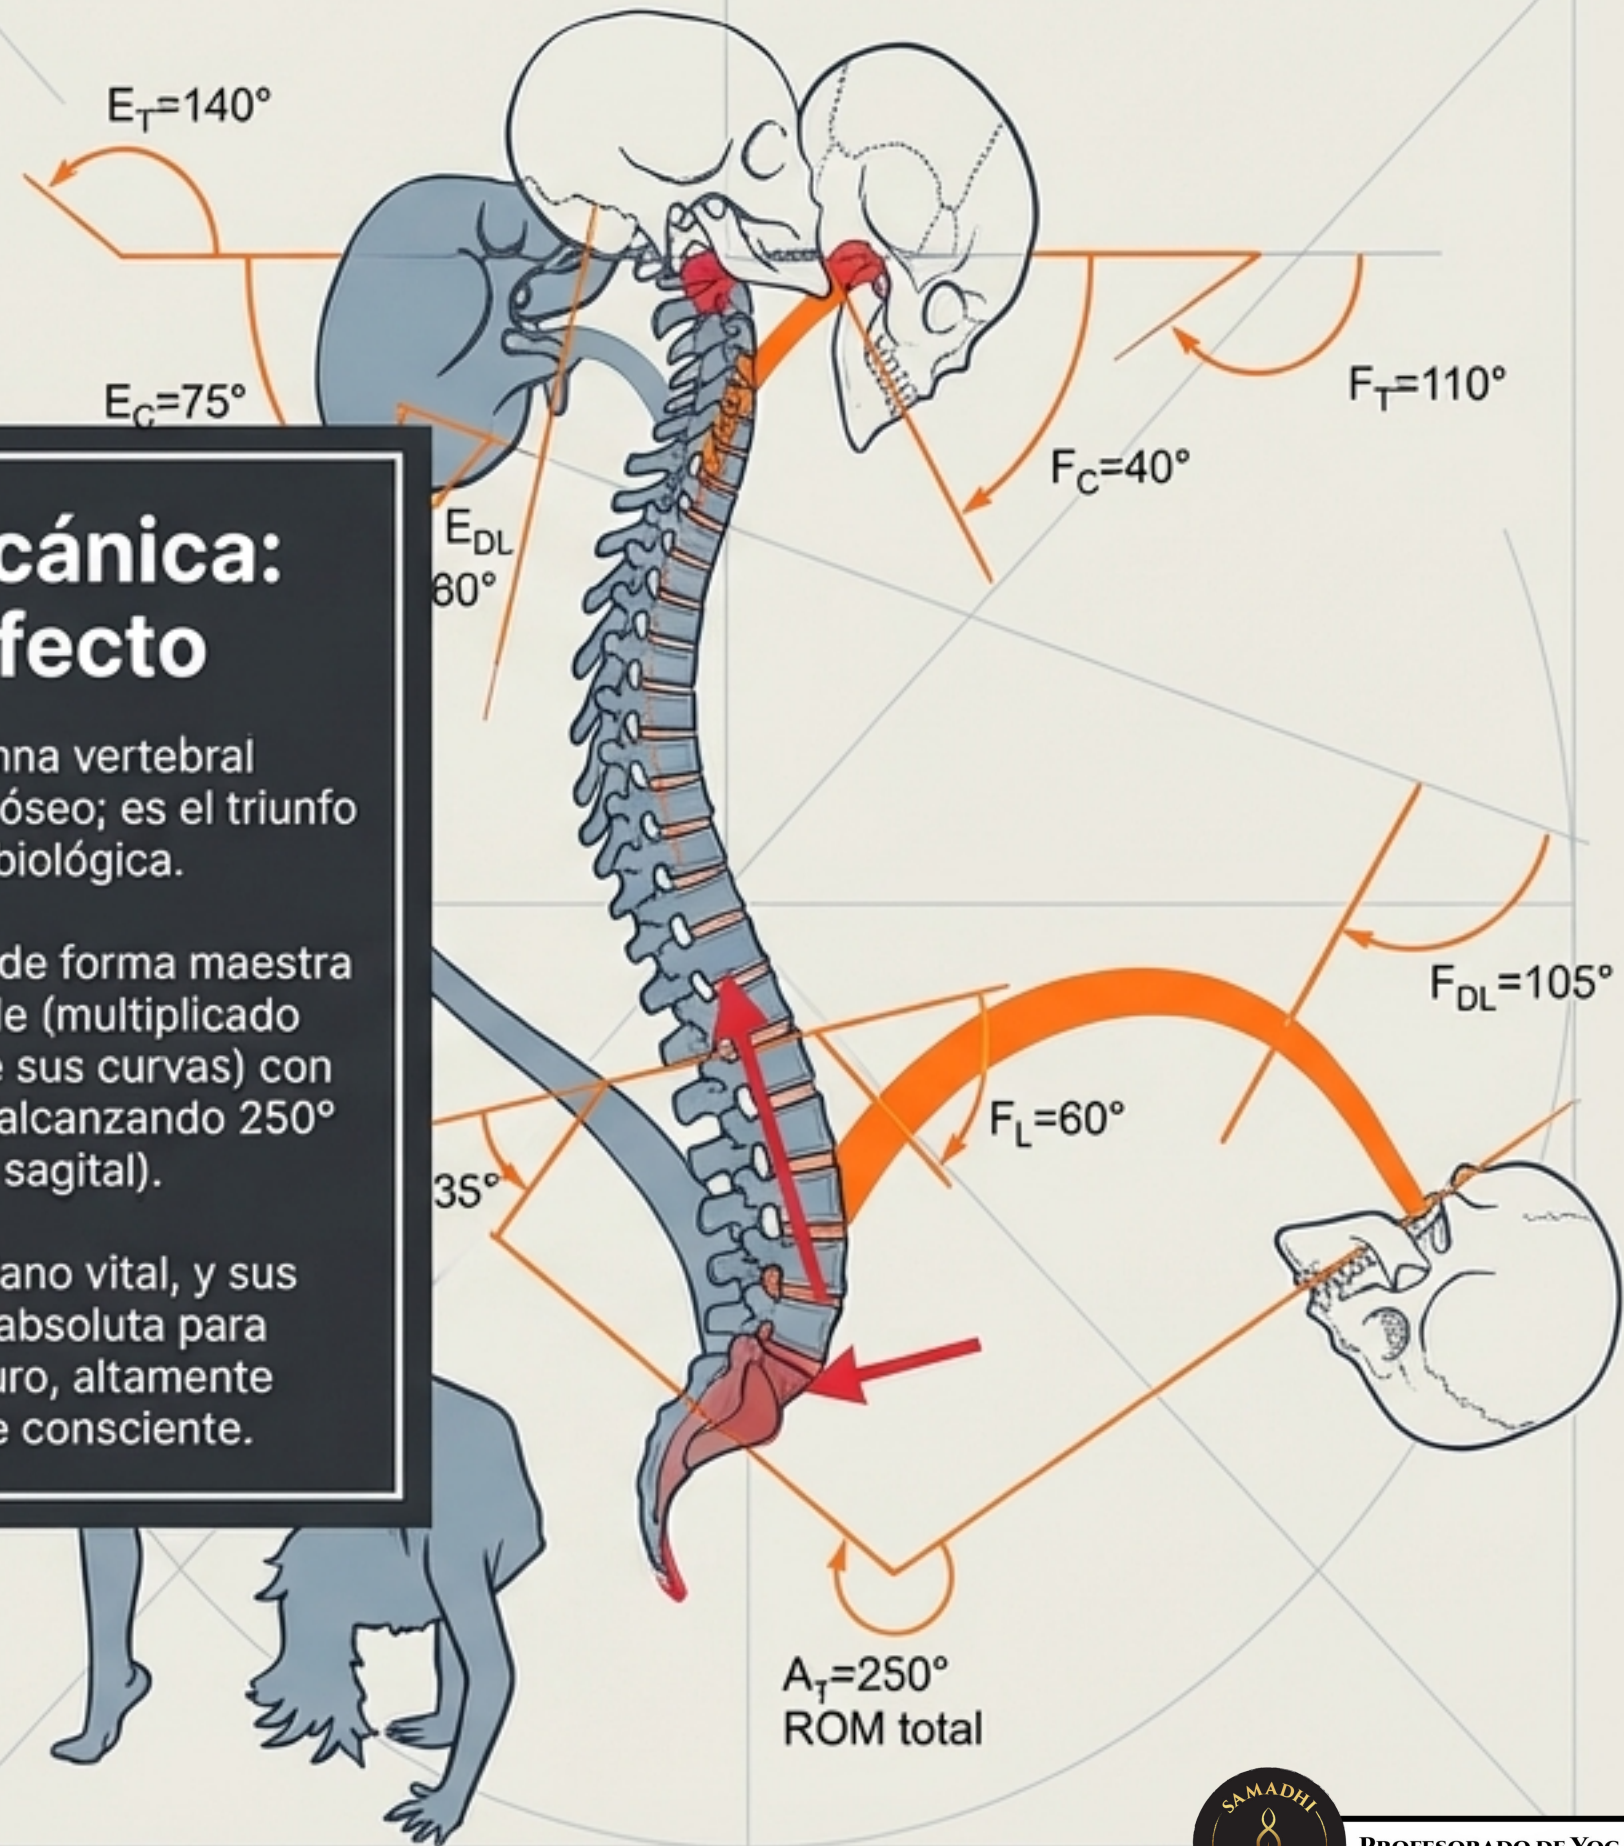 E_T=140°
E_C=75°
F_T=110°
F_C=40°
E_DL
60°
cánica:
fecto
nna vertebral
óseo; es el triunfo
biológica.
de forma maestra
le (multiplicado
e sus curvas) con
alcanzando 250°
sagital).
ano vital, y sus
absoluta para
uro, altamente
e consciente.
F_DL=105°
F_L=60°
35°
A_T=250°
ROM total
SAMADHI
PROFESORADO DE YOG